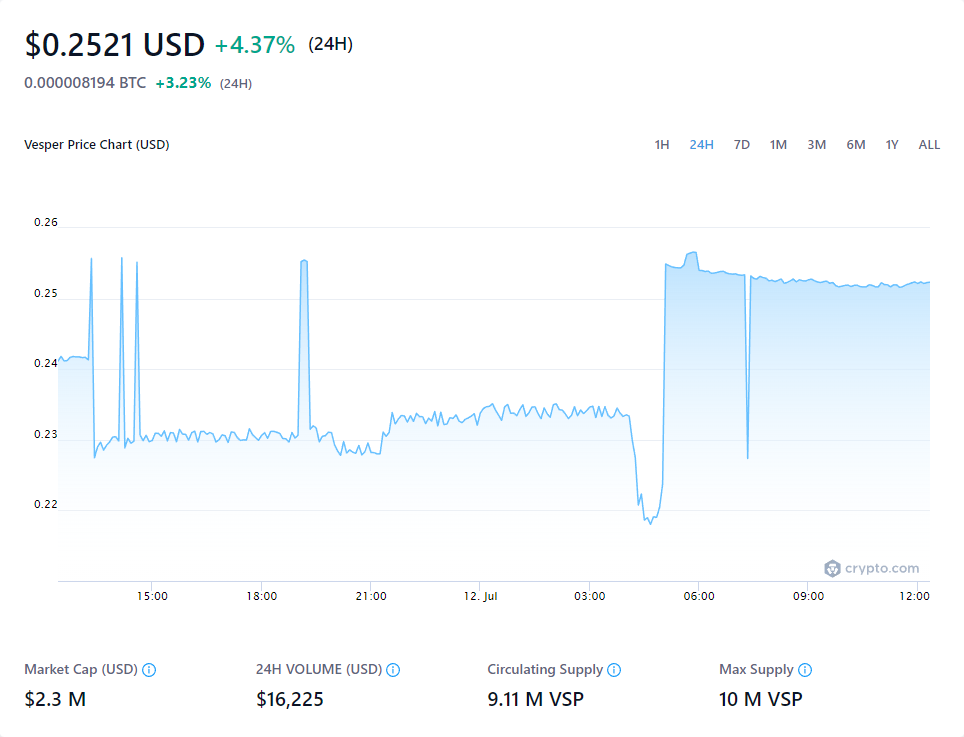 $0.2521 USD +4.37% (24H)
0.000008194 BTC +3.23% (24H)
Vesper Price Chart (USD) 1H 24H 7D 1M 3M 6M 1Y ALL
0.26
0.25
0.24
0.23
0.22
crypto.com
15:00 18:00 21:00 12. Jul 03:00 06:00 09:00 12:00
Market Cap (USD) 24H VOLUME (USD) Circulating Supply Max Supply
$2.3 M $16,225 9.11 M VSP 10 M VSP